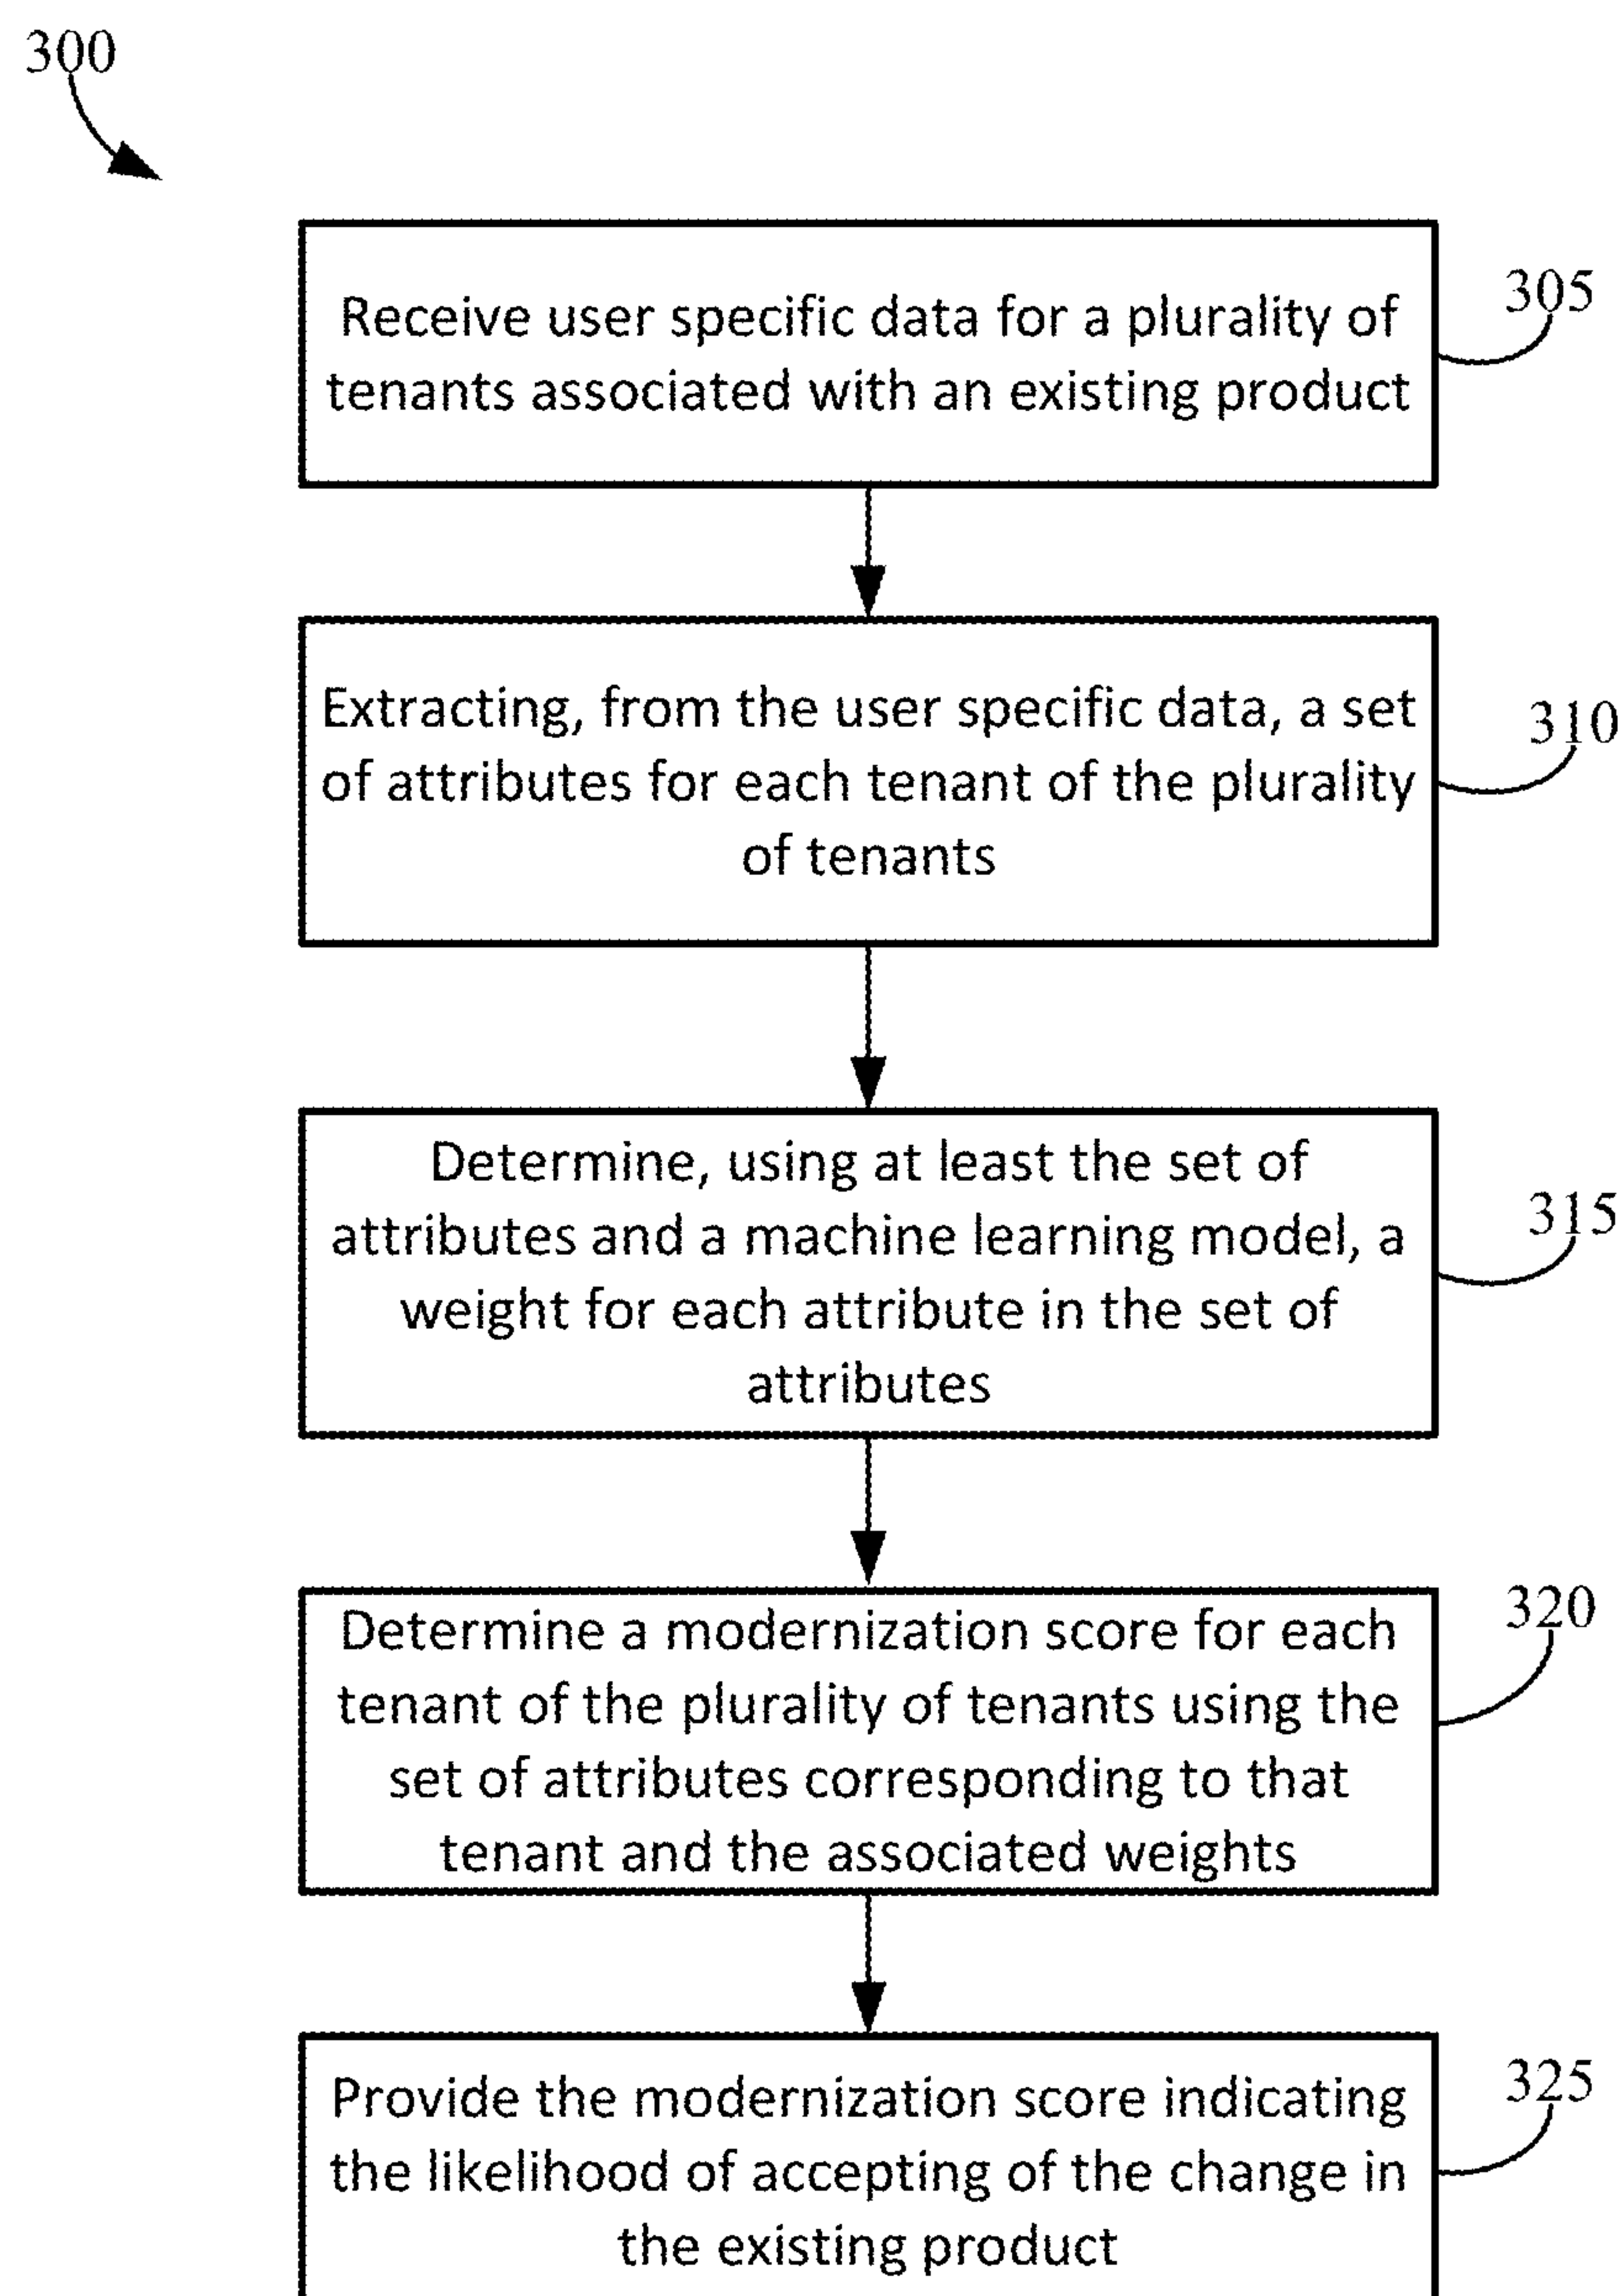 300
Receive user specific data for a plurality of
tenants associated with an existing product
305
Extracting, from the user specific data, a set
of attributes for each tenant of the plurality
of tenants
310
Determine, using at least the set of
attributes and a machine learning model, a
weight for each attribute in the set of
attributes
315
Determine a modernization score for each
tenant of the plurality of tenants using the
set of attributes corresponding to that
tenant and the associated weights
320
Provide the modernization score indicating
the likelihood of accepting of the change in
the existing product
325